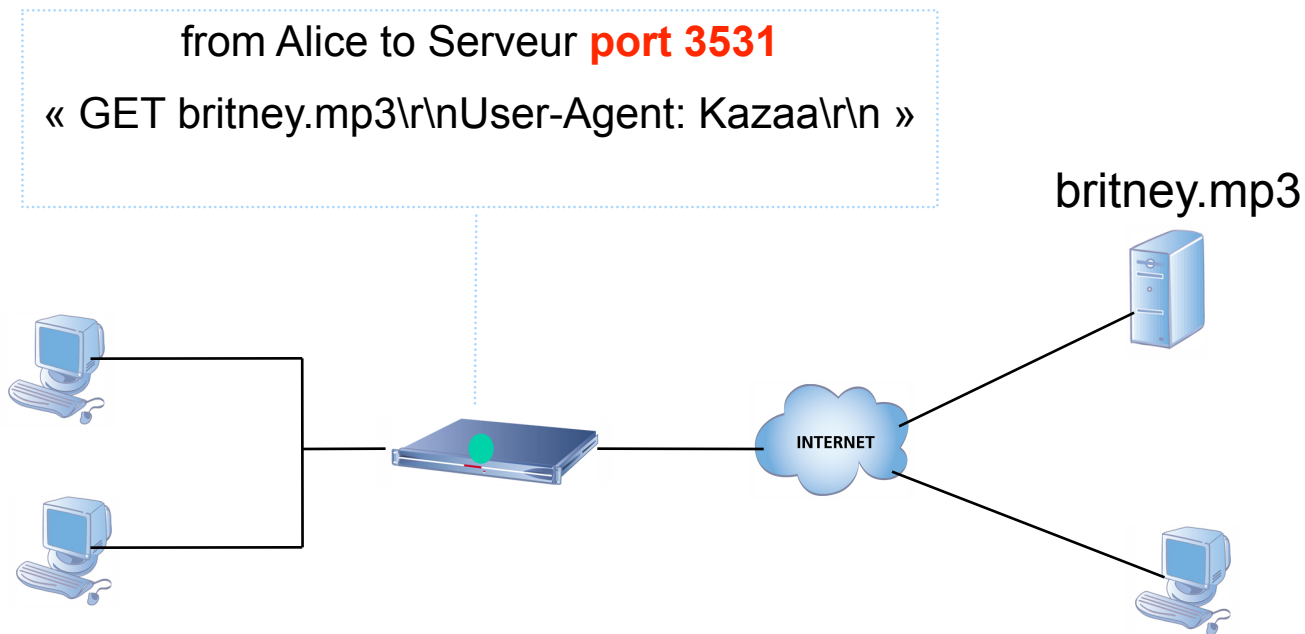 from Alice to Serveur port 3531
« GET britney.mp3\r\nUser-Agent: Kazaa\r\n »
britney.mp3
INTERNET